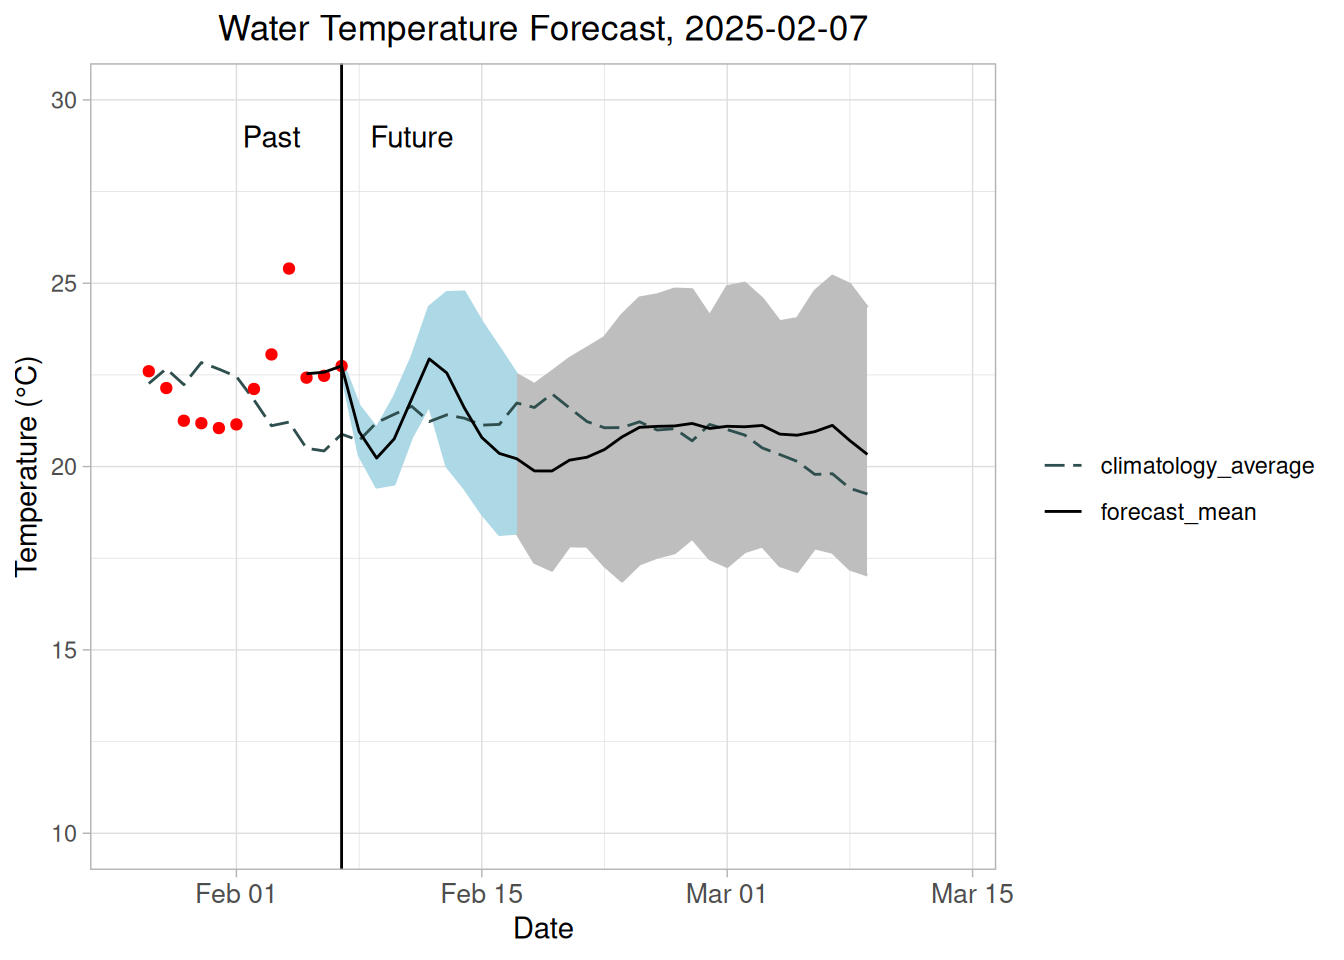 Water Temperature Forecast, 2025-02-07
Temperature (°C)
30
25
20
15
10
Past
Future
Feb 01
Feb 15
Mar 01
Mar 15
Date
climatology_average
forecast_mean